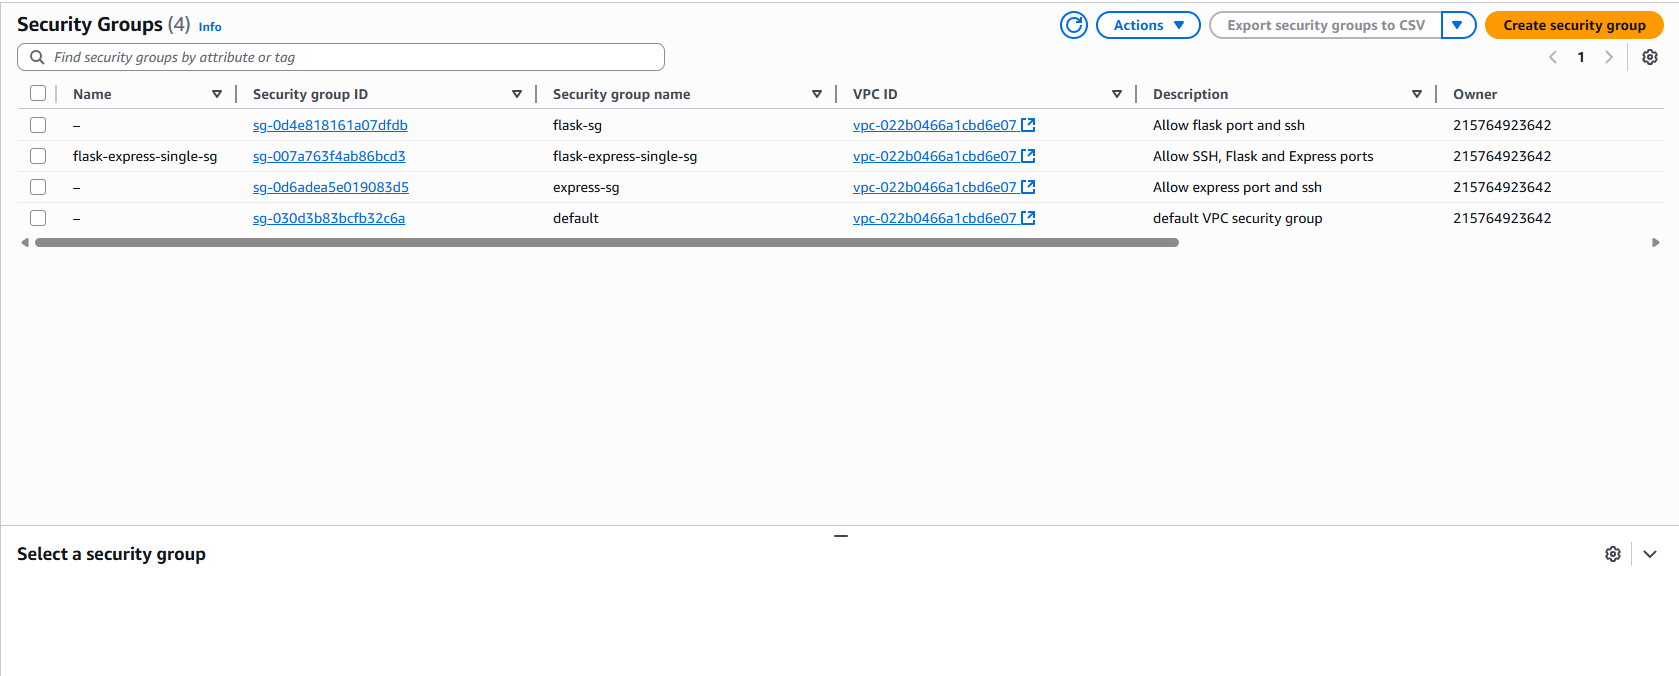 Security Groups (4) Info
Actions
Export security groups to CSV
Create security group
Find security groups by attribute or tag
1
Name Security group ID Security group name VPC ID Description Owner
– sg-0d4e818161a07dfdb flask-sg vpc-022b0466a1cbd6e07 Allow flask port and ssh 215764923642
flask-express-single-sg sg-007a763f4ab86bcd3 flask-express-single-sg vpc-022b0466a1cbd6e07 Allow SSH, Flask and Express ports 215764923642
– sg-0d6adea5e019083d5 express-sg vpc-022b0466a1cbd6e07 Allow express port and ssh 215764923642
– sg-030d3b83bcfb32c6a default vpc-022b0466a1cbd6e07 default VPC security group 215764923642
Select a security group